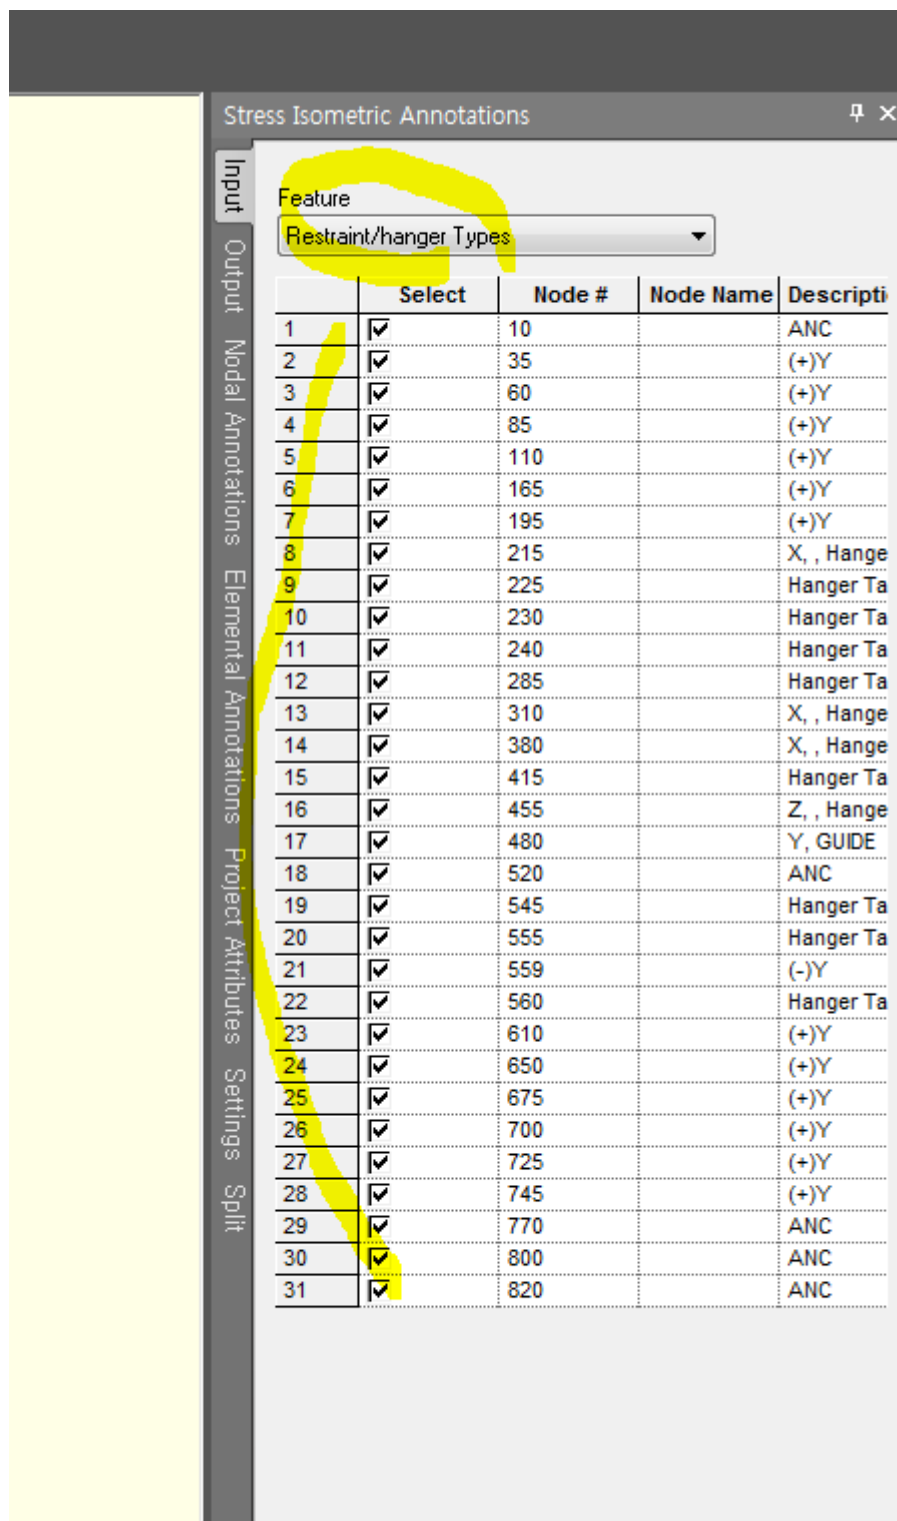 Stress Isometric Annotations
Input
Output
Nodal Annotations
Elemental Annotations
Project Attributes
Settings
Split
Feature
Restraint/hanger Types
Select Node # Node Name Descripti
1 10 ANC
2 35 (+)Y
3 60 (+)Y
4 85 (+)Y
5 110 (+)Y
6 165 (+)Y
7 195 (+)Y
8 215 X, , Hange
9 225 Hanger Ta
10 230 Hanger Ta
11 240 Hanger Ta
12 285 Hanger Ta
13 310 X, , Hange
14 380 X, , Hange
15 415 Hanger Ta
16 455 Z, , Hange
17 480 Y, GUIDE
18 520 ANC
19 545 Hanger Ta
20 555 Hanger Ta
21 559 (-)Y
22 560 Hanger Ta
23 610 (+)Y
24 650 (+)Y
25 675 (+)Y
26 700 (+)Y
27 725 (+)Y
28 745 (+)Y
29 770 ANC
30 800 ANC
31 820 ANC